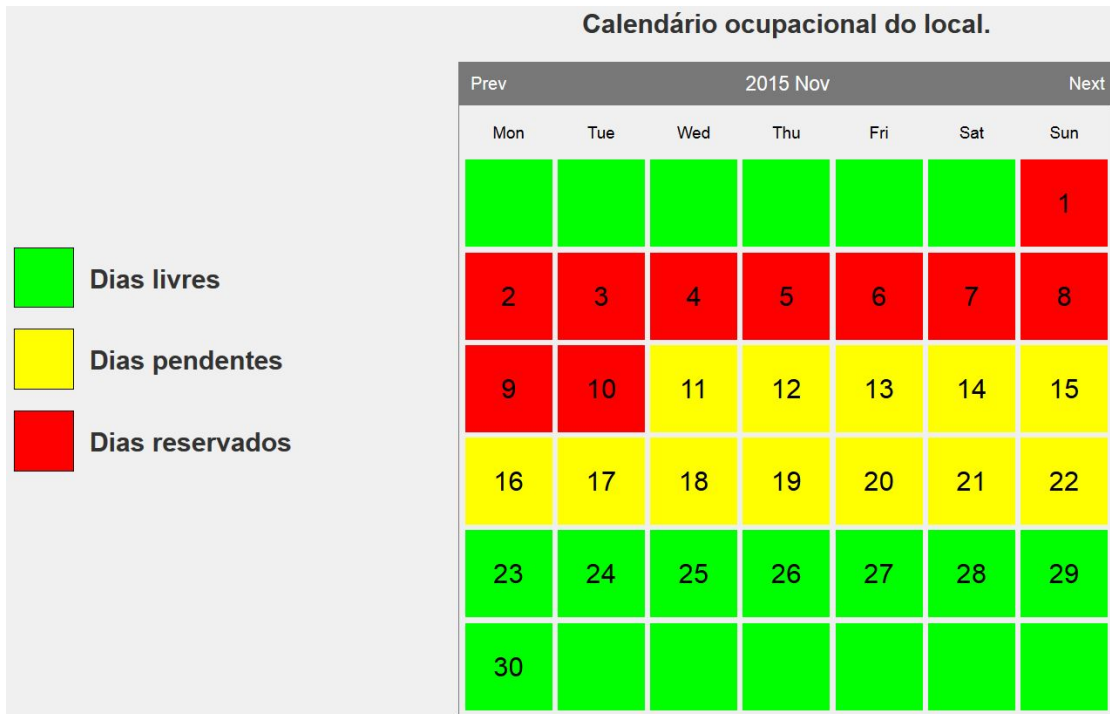 Calendário ocupacional do local.
Prev 2015 Nov Next
Mon Tue Wed Thu Fri Sat Sun
1
Dias livres
2 3 4 5 6 7 8
Dias pendentes
9 10 11 12 13 14 15
Dias reservados
16 17 18 19 20 21 22
23 24 25 26 27 28 29
30